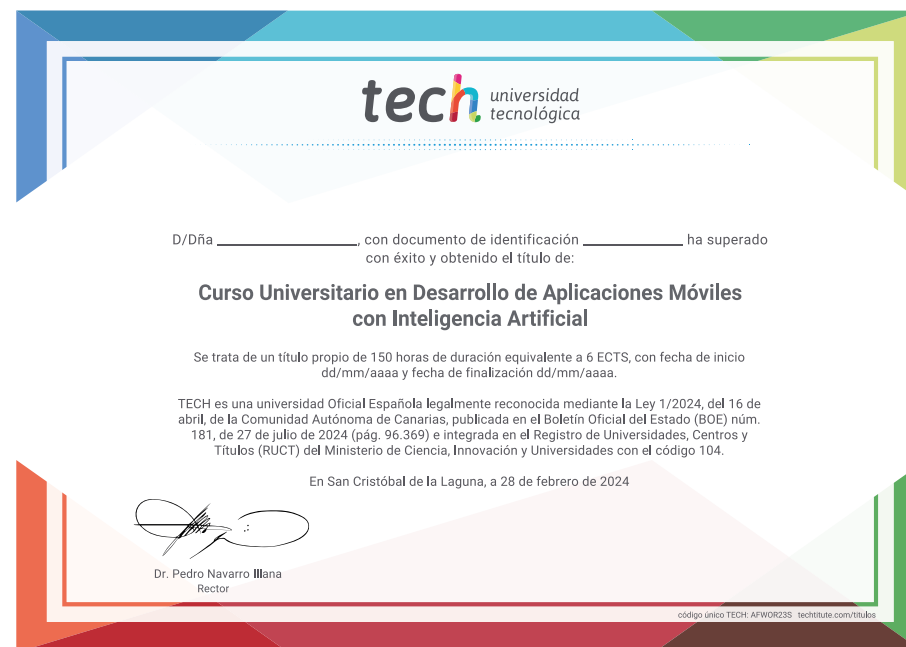 tech universidad
tecnológica
D/Dña ____________, con documento de identificación ____________ ha superado
con éxito y obtenido el título de:
Curso Universitario en Desarrollo de Aplicaciones Móviles
con Inteligencia Artificial
Se trata de un título propio de 150 horas de duración equivalente a 6 ECTS, con fecha de inicio
dd/mm/aaaa y fecha de finalización dd/mm/aaaa.
TECH es una universidad Oficial Española legalmente reconocida mediante la Ley 1/2024, del 16 de
abril, de la Comunidad Autónoma de Canarias, publicada en el Boletín Oficial del Estado (BOE) núm.
181, de 27 de julio de 2024 (pág. 96.369) e integrada en el Registro de Universidades, Centros y
Títulos (RUCT) del Ministerio de Ciencia, Innovación y Universidades con el código 104.
En San Cristóbal de la Laguna, a 28 de febrero de 2024
Dr. Pedro Navarro Illana
Rector
código único TECH: AFWOR23S techtitute.com/titulos